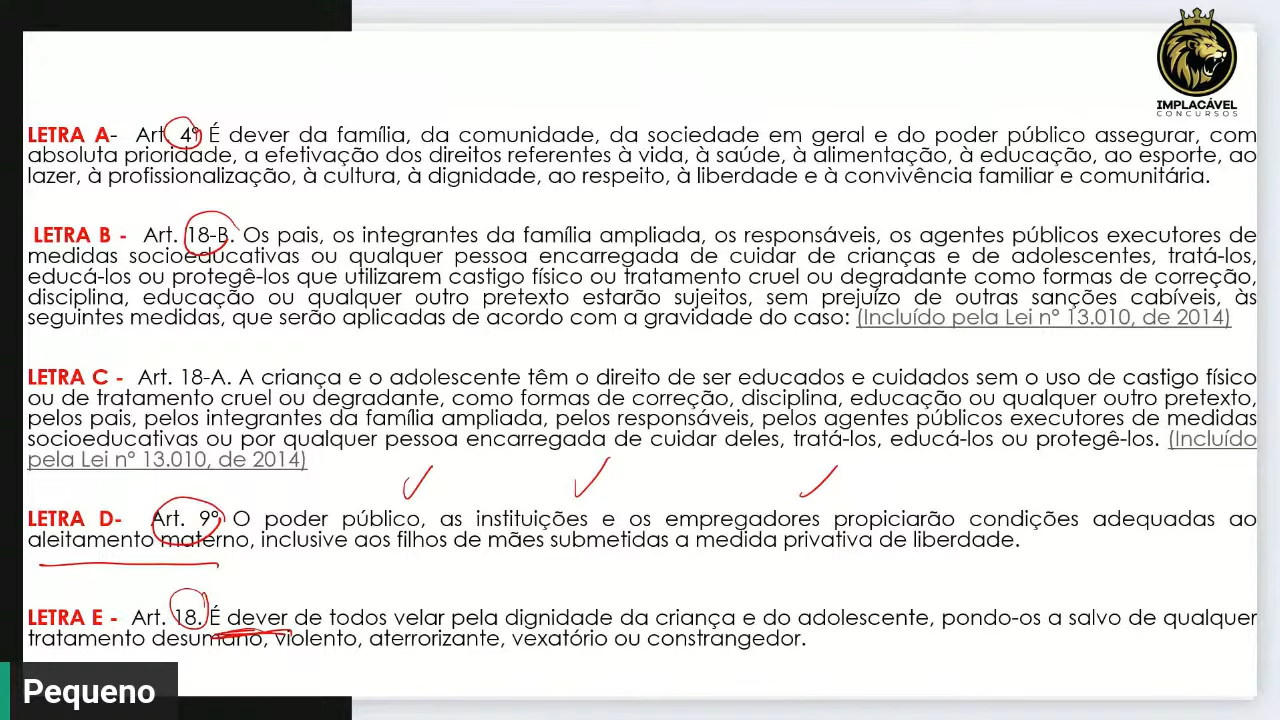 IMPLACÁVEL
CONCURSOS
LETRA A- Art. 4º É dever da família, da comunidade, da sociedade em geral e do poder público assegurar, com
absoluta prioridade, a efetivação dos direitos referentes à vida, à saúde, à alimentação, à educação, ao esporte, ao
lazer, à profissionalização, à cultura, à dignidade, ao respeito, à liberdade e à convivência familiar e comunitária.
LETRA B - Art. 18-B. Os pais, os integrantes da família ampliada, os responsáveis, os agentes públicos executores de
medidas socioeducativas ou qualquer pessoa encarregada de cuidar de crianças e de adolescentes, tratá-los,
educá-los ou protegê-los que utilizarem castigo físico ou tratamento cruel ou degradante como formas de correção,
disciplina, educação ou qualquer outro pretexto estarão sujeitos, sem prejuízo de outras sanções cabíveis, às
seguintes medidas, que serão aplicadas de acordo com a gravidade do caso: (Incluído pela Lei nº 13.010, de 2014)
LETRA C - Art. 18-A. A criança e o adolescente têm o direito de ser educados e cuidados sem o uso de castigo físico
ou de tratamento cruel ou degradante, como formas de correção, disciplina, educação ou qualquer outro pretexto,
pelos pais, pelos integrantes da família ampliada, pelos responsáveis, pelos agentes públicos executores de medidas
socioeducativas ou por qualquer pessoa encarregada de cuidar deles, tratá-los, educá-los ou protegê-los. (Incluído
pela Lei nº 13.010, de 2014)
LETRA D- Art. 9º O poder público, as instituições e os empregadores propiciarão condições adequadas ao
aleitamento materno, inclusive aos filhos de mães submetidas a medida privativa de liberdade.
LETRA E - Art. 18. É dever de todos velar pela dignidade da criança e do adolescente, pondo-os a salvo de qualquer
tratamento desumano, violento, aterrorizante, vexatório ou constrangedor.
Pequeno